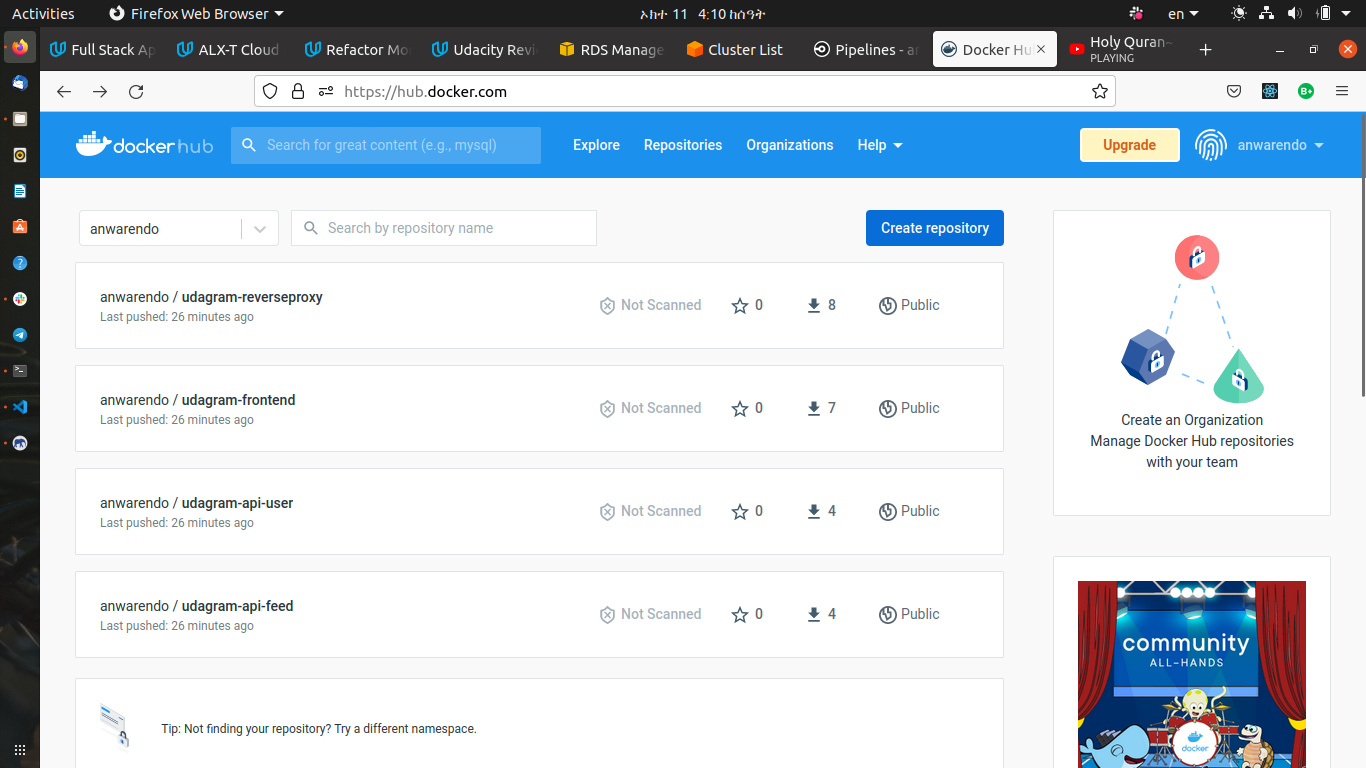 Activities
Firefox Web Browser
ኦክተ 11 4:10 ከሰዓት
en
Full Stack Ap
ALX-T Cloud
Refactor Mo
Udacity Revi
RDS Manage
Cluster List
Pipelines - an
Docker Hu
Holy Quran
PLAYING
https://hub.docker.com
B+
docker hub
Search for great content (e.g., mysql)
Explore
Repositories
Organizations
Help
Upgrade
anwarendo
anwarendo
Search by repository name
Create repository
anwarendo / udagram-reverseproxy
Last pushed: 26 minutes ago
Not Scanned
0
8
Public
anwarendo / udagram-frontend
Last pushed: 26 minutes ago
Not Scanned
0
7
Public
anwarendo / udagram-api-user
Last pushed: 26 minutes ago
Not Scanned
0
4
Public
anwarendo / udagram-api-feed
Last pushed: 26 minutes ago
Not Scanned
0
4
Public
Tip: Not finding your repository? Try a different namespace.
Create an Organization
Manage Docker Hub repositories
with your team
community
ALL-HANDS
docker